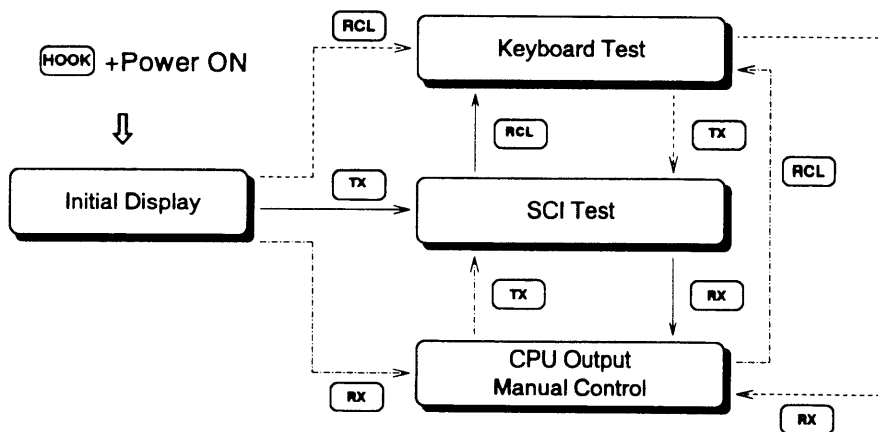 RCL
Keyboard Test
HOOK +Power ON
RCL
TX
RCL
TX
Initial Display
SCI Test
TX
RX
CPU Output
Manual Control
RX
RX